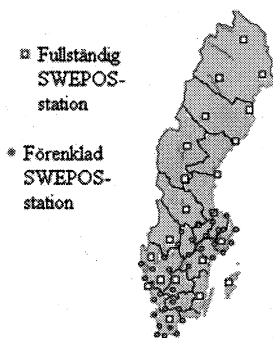 Fullständig
SWEPOS-
station
Förenklad
SWEPOS-
station